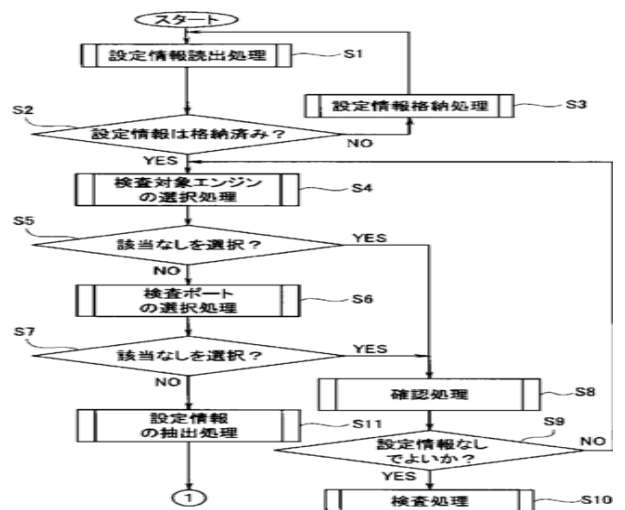 スタート
設定情報読出処理
S1
S2
設定情報は格納済み?
設定情報格納処理
S3
NO
YES
検査対象エンジン
の選択処理
S4
S5
該当なしを選択?
YES
NO
検査ポート
の選択処理
S6
S7
該当なしを選択?
YES
NO
確認処理
S8
設定情報
の抽出処理
S11
設定情報なし
でよいか?
S9
NO
YES
1
検査処理
S10